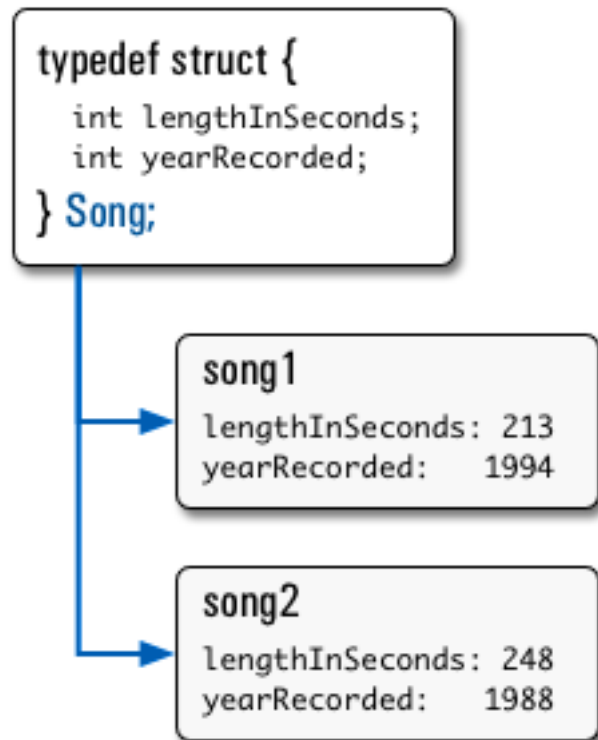 typedef struct {
int lengthInSeconds;
int yearRecorded;
} Song;
song1
lengthInSeconds: 213
yearRecorded: 1994
song2
lengthInSeconds: 248
yearRecorded: 1988